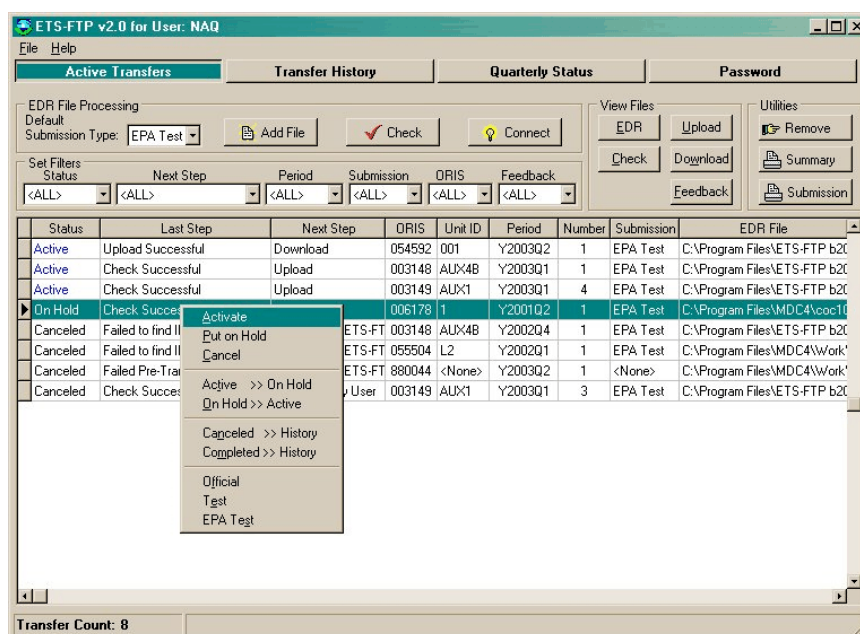 ETS-FTP v2.0 for User: NAQ
File Help
Active Transfers Transfer History Quarterly Status Password
EDR File Processing View Files Utilities
Default
Submission Type: EPA Test Add File Check Connect EDR Upload Remove
Set Filters Check Download Summary
Status Next Step Period Submission ORIS Feedback
<ALL> <ALL> <ALL> <ALL> <ALL> <ALL> Feedback Submission
Status Last Step Next Step ORIS Unit ID Period Number Submission EDR File
Active Upload Successful Download 054592 001 Y2003Q2 1 EPA Test C:\Program Files\ETS-FTP b20
Active Check Successful Upload 003148 AUX4B Y2003Q1 1 EPA Test C:\Program Files\ETS-FTP b20
Active Check Successful Upload 003149 AUX1 Y2003Q1 4 EPA Test C:\Program Files\ETS-FTP b20
On Hold Check Succes 006178 1 Y2001Q2 1 EPA Test C:\Program Files\MDC4\coc10
Canceled Failed to find II ETS-FT 003148 AUX4B Y2002Q4 1 EPA Test C:\Program Files\ETS-FTP b20
Canceled Failed to find II ETS-FT 055504 L2 Y2002Q1 1 EPA Test C:\Program Files\MDC4\Work
Canceled Failed Pre-Tra ETS-FT 880044 <None> Y2003Q2 1 <None> C:\Program Files\MDC4\Work
Canceled Check Succes y User 003149 AUX1 Y2003Q1 3 EPA Test C:\Program Files\ETS-FTP b20
Activate
Put on Hold
Cancel
Active >> On Hold
On Hold >> Active
Canceled >> History
Completed >> History
Official
Test
EPA Test
Transfer Count: 8